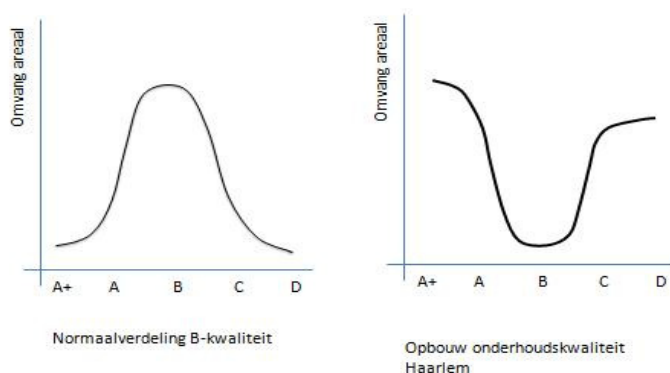 Omvang areaal
A+ A B C D
Normaalverdeling B-kwaliteit
Omvang areaal
A+ A B C D
Opbouw onderhoudskwaliteit
Haarlem